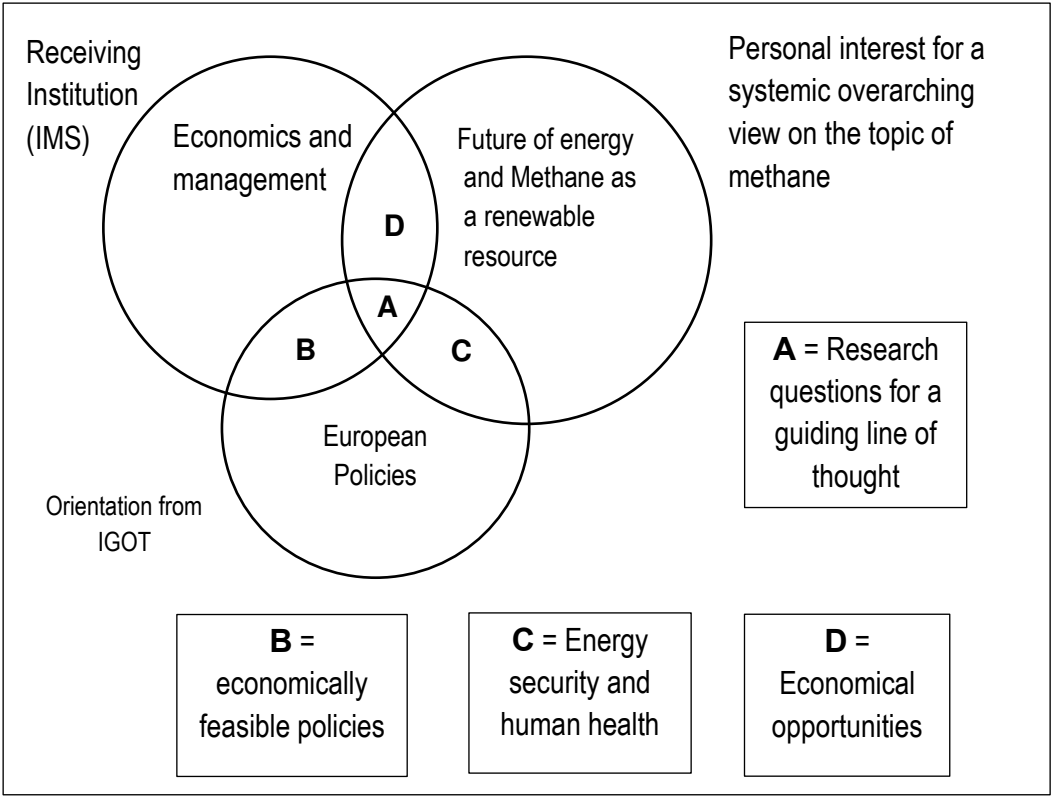 Receiving
Institution
(IMS)
Economics and
management
Future of energy
and Methane as
a renewable
resource
Personal interest for a
systemic overarching
view on the topic of
methane
D
A
B
C
European
Policies
Orientation from
IGOT
A = Research
questions for a
guiding line of
thought
B =
economically
feasible policies
C = Energy
security and
human health
D =
Economical
opportunities